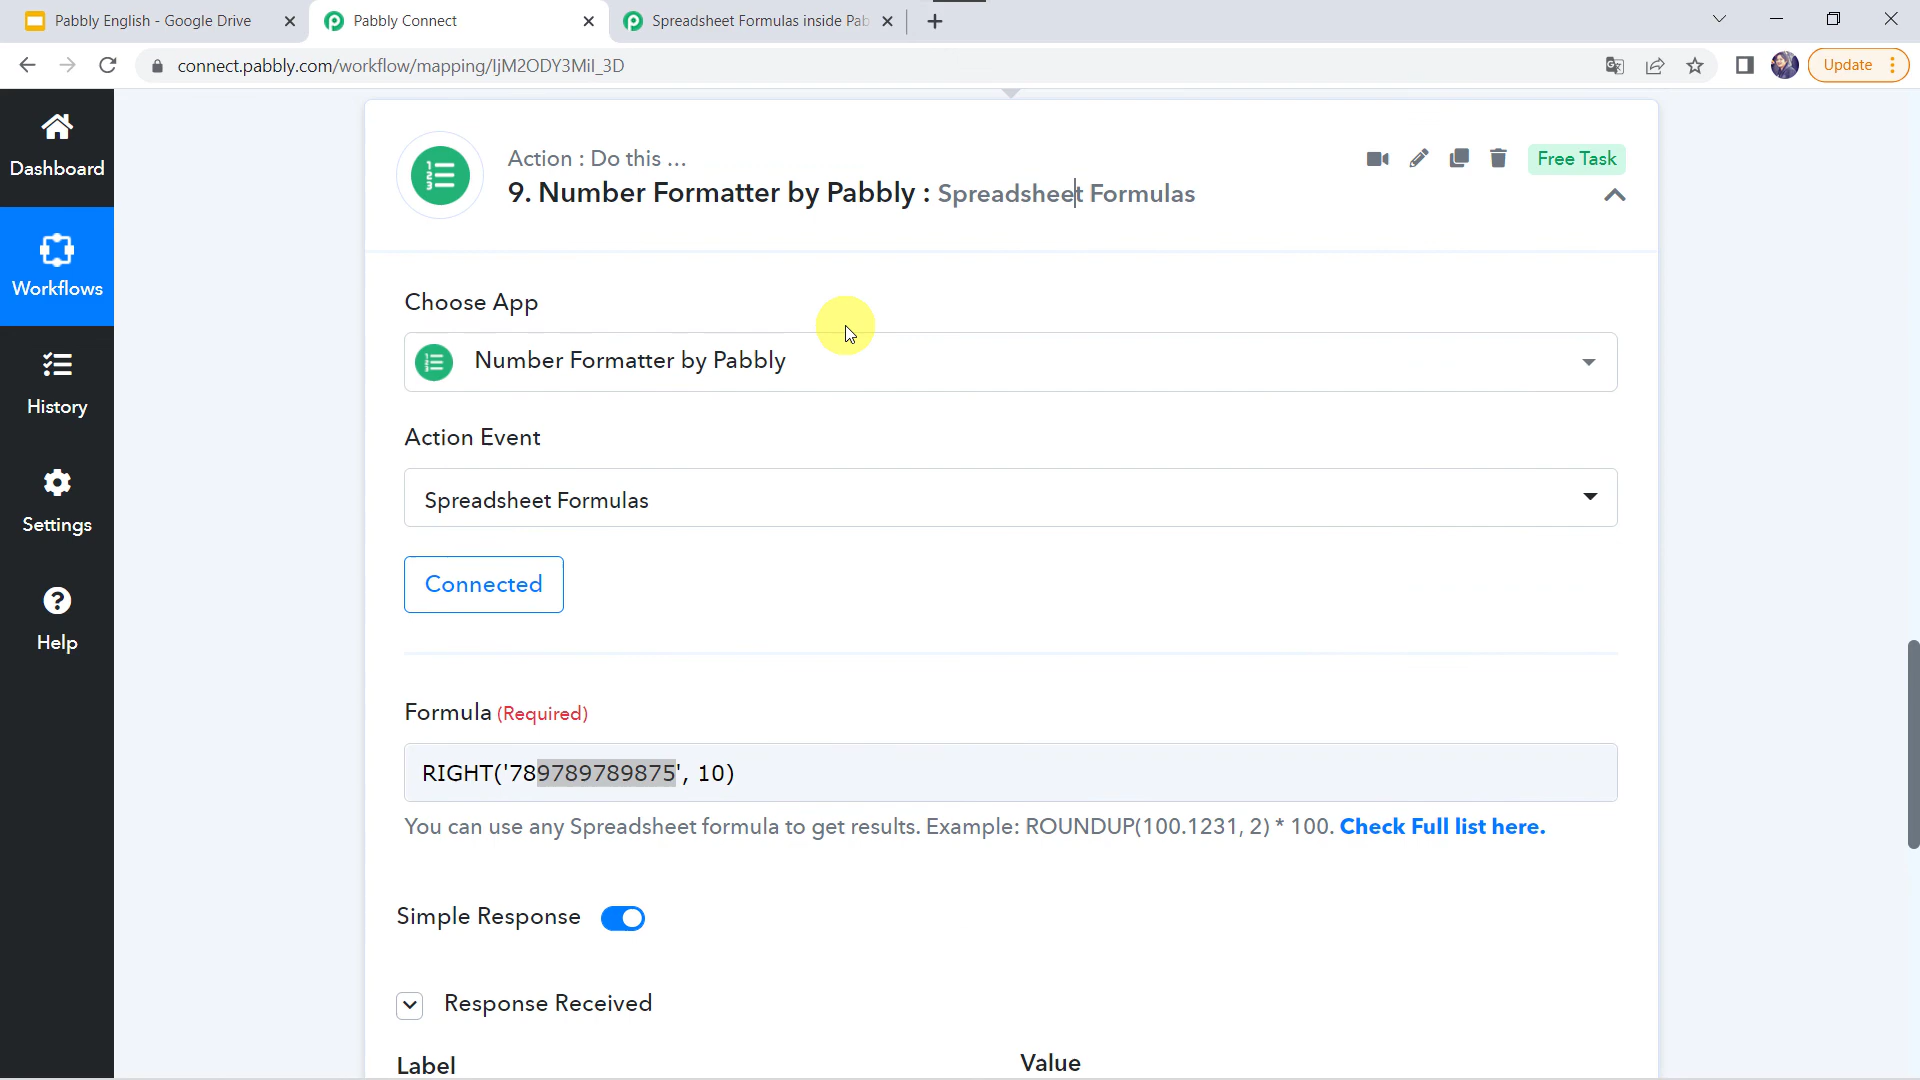 Pabbly English - Google Drive
Pabbly Connect
Spreadsheet Formulas inside Pab
connect.pabbly.com/workflow/mapping/IjM2ODY3MiI_3D
Update
Dashboard
Workflows
History
Settings
Help
Action : Do this ...
9. Number Formatter by Pabbly : Spreadsheet Formulas
Free Task
Choose App
Number Formatter by Pabbly
Action Event
Spreadsheet Formulas
Connected
Formula (Required)
RIGHT('789789789875', 10)
You can use any Spreadsheet formula to get results. Example: ROUNDUP(100.1231, 2) * 100. Check Full list here.
Simple Response
Response Received
Label
Value